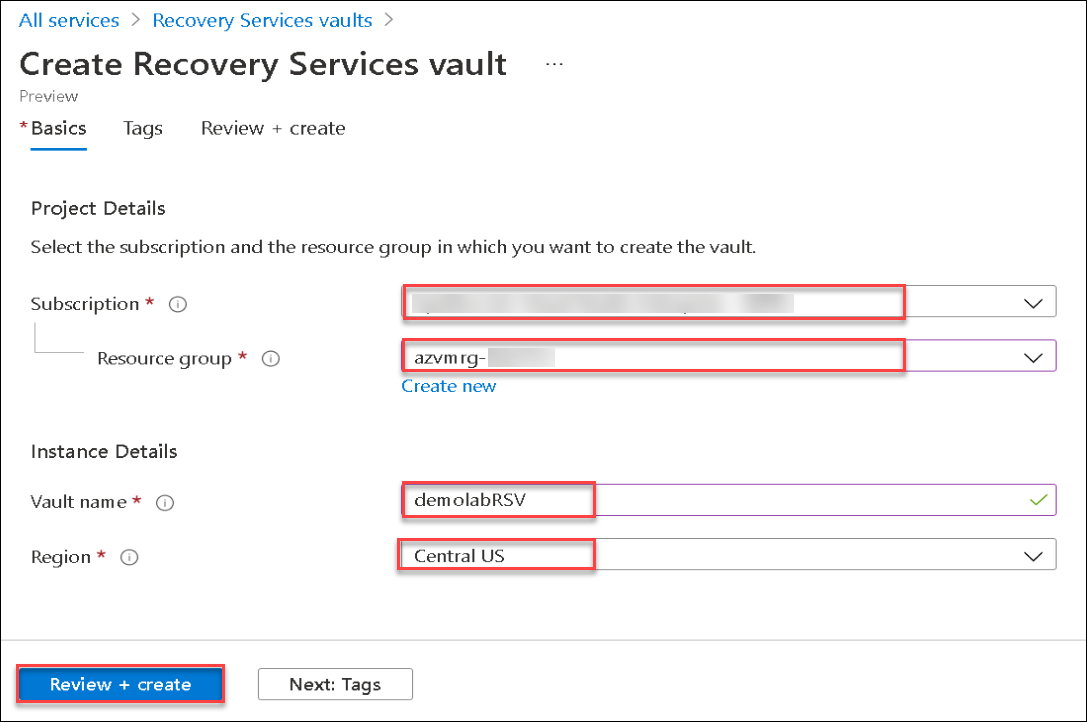 All services > Recovery Services vaults >
Create Recovery Services vault ...
Preview
*Basics Tags Review + create
Project Details
Select the subscription and the resource group in which you want to create the vault.
Subscription *
Resource group * azvmrg-
Create new
Instance Details
Vault name * demolabRSV
Region * Central US
Review + create Next: Tags